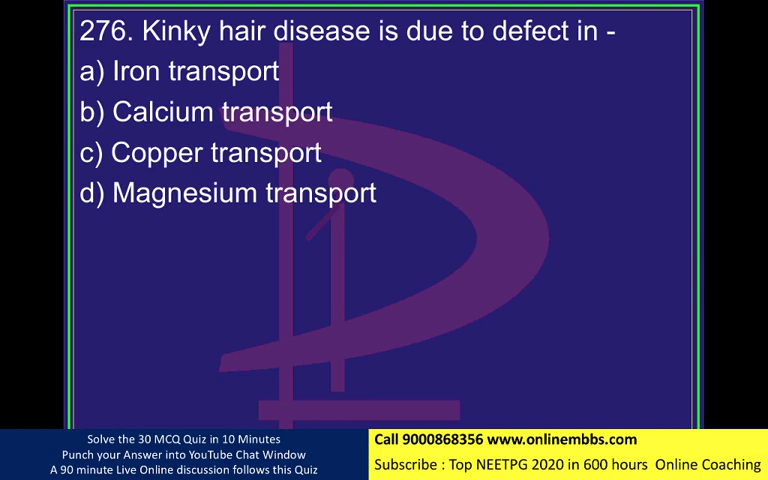 276. Kinky hair disease is due to defect in -
a) Iron transport
b) Calcium transport
c) Copper transport
d) Magnesium transport
Solve the 30 MCQ Quiz in 10 Minutes
Punch your Answer into YouTube Chat Window
A 90 minute Live Online discussion follows this Quiz
Call 9000868356 www.onlinembbs.com
Subscribe : Top NEETPG 2020 in 600 hours Online Coaching